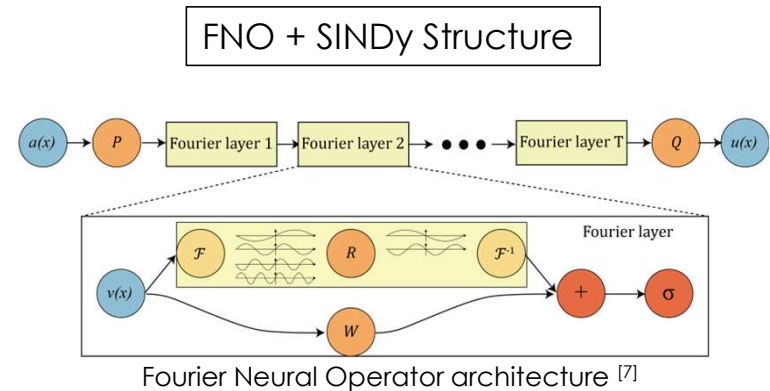 FNO + SINDy Structure
a(x) P Fourier layer 1 Fourier layer 2 Fourier layer T Q u(x)
Fourier layer
v(x) ℱ R ℱ⁻¹ + σ
W
Fourier Neural Operator architecture [7]